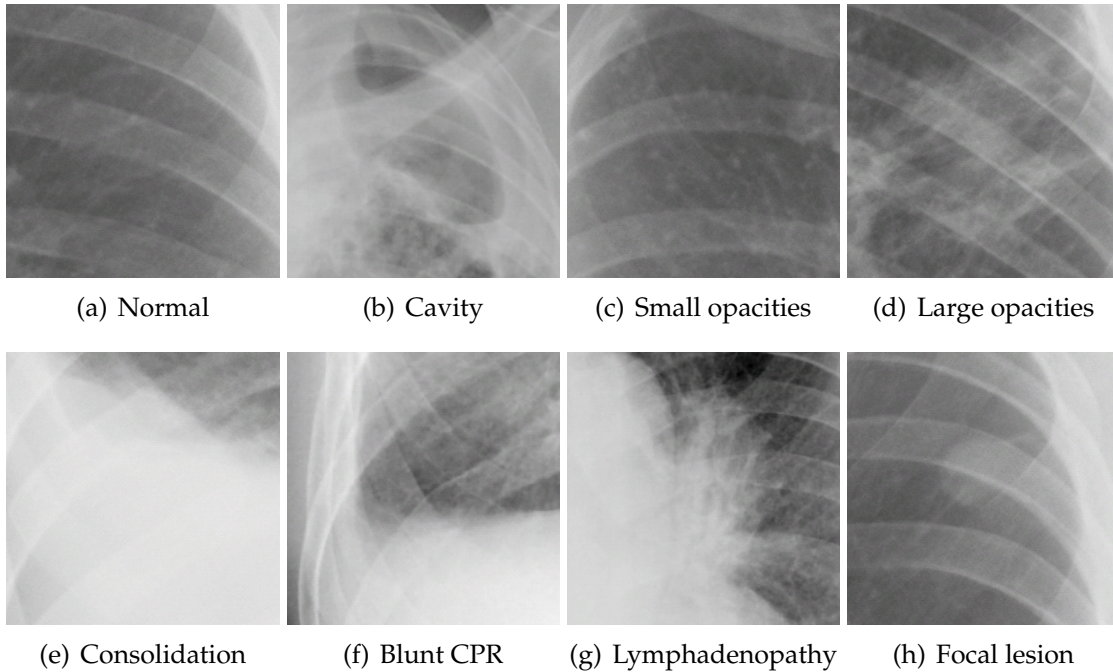 (a) Normal
(b) Cavity
(c) Small opacities
(d) Large opacities
(e) Consolidation
(f) Blunt CPR
(g) Lymphadenopathy
(h) Focal lesion